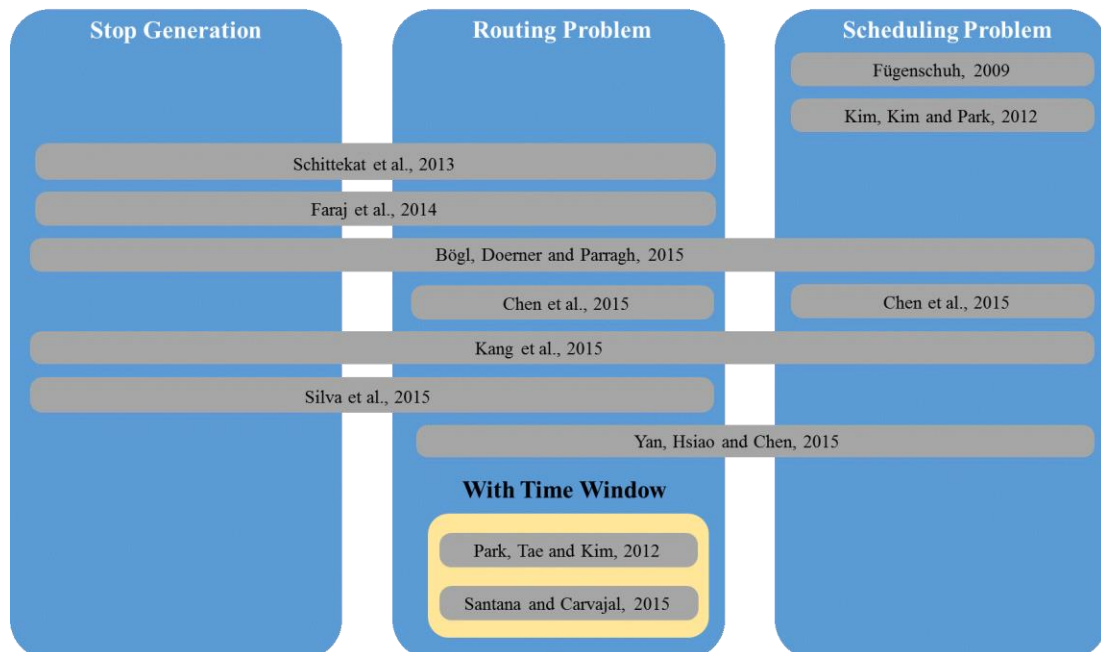 Stop Generation
Routing Problem
Scheduling Problem
Fügenschuh, 2009
Kim, Kim and Park, 2012
Schittekat et al., 2013
Faraj et al., 2014
Bögl, Doerner and Parragh, 2015
Chen et al., 2015
Chen et al., 2015
Kang et al., 2015
Silva et al., 2015
Yan, Hsiao and Chen, 2015
With Time Window
Park, Tae and Kim, 2012
Santana and Carvajal, 2015